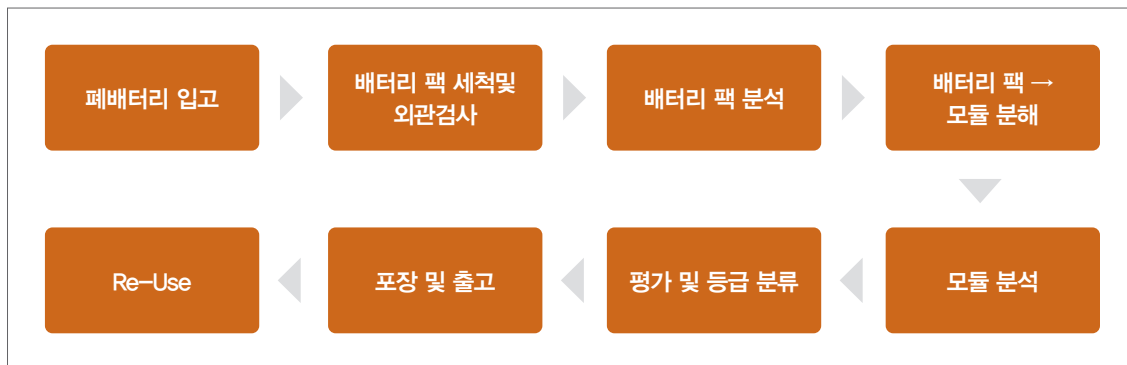 폐배터리 입고
배터리 팩 세척및
외관검사
배터리 팩 분석
배터리 팩 →
모듈 분해
모듈 분석
평가 및 등급 분류
포장 및 출고
Re-Use